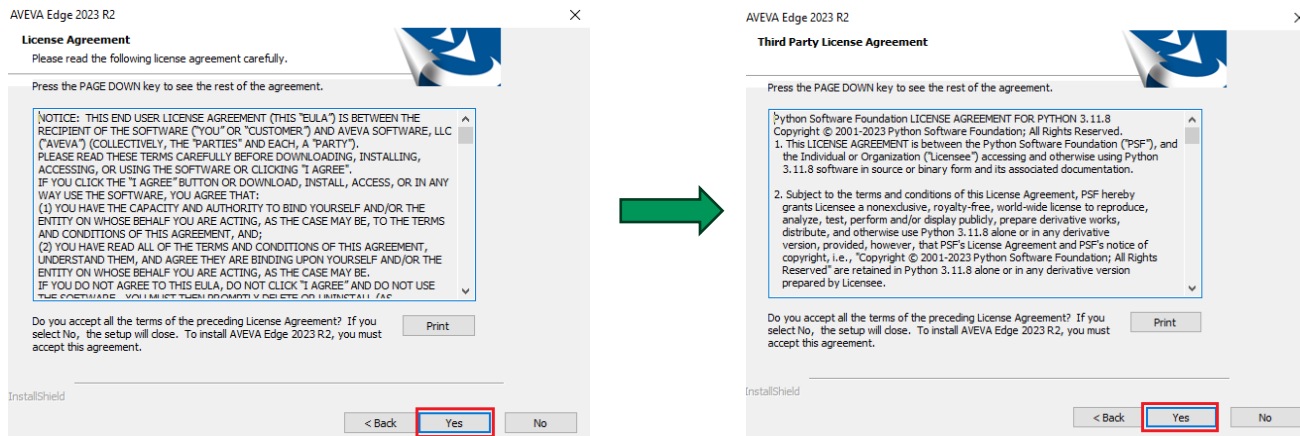 AVEVA Edge 2023 R2
License Agreement
Please read the following license agreement carefully.
Press the PAGE DOWN key to see the rest of the agreement.
NOTICE: THIS END USER LICENSE AGREEMENT (THIS "EULA") IS BETWEEN THE
RECIPIENT OF THE SOFTWARE ("YOU" OR "CUSTOMER") AND AVEVA SOFTWARE, LLC
("AVEVA") (COLLECTIVELY, THE "PARTIES" AND EACH, A "PARTY").
PLEASE READ THESE TERMS CAREFULLY BEFORE DOWNLOADING, INSTALLING,
ACCESSING, OR USING THE SOFTWARE OR CLICKING "I AGREE".
IF YOU CLICK THE "I AGREE" BUTTON OR DOWNLOAD, INSTALL, ACCESS, OR IN ANY
WAY USE THE SOFTWARE, YOU AGREE THAT:
(1) YOU HAVE THE CAPACITY AND AUTHORITY TO BIND YOURSELF AND/OR THE
ENTITY ON WHOSE BEHALF YOU ARE ACTING, AS THE CASE MAY BE, TO THE TERMS
AND CONDITIONS OF THIS AGREEMENT, AND;
(2) YOU HAVE READ ALL OF THE TERMS AND CONDITIONS OF THIS AGREEMENT,
UNDERSTAND THEM, AND AGREE THEY ARE BINDING UPON YOURSELF AND/OR THE
ENTITY ON WHOSE BEHALF YOU ARE ACTING, AS THE CASE MAY BE.
IF YOU DO NOT AGREE TO THIS EULA, DO NOT CLICK "I AGREE" AND DO NOT USE
THE SOFTWARE. YOU MUST THEN PROMPTLY DELETE OR UNINSTALL (AS
Do you accept all the terms of the preceding License Agreement? If you
select No, the setup will close. To install AVEVA Edge 2023 R2, you must
accept this agreement.
Print
InstallShield
< Back
Yes
No
AVEVA Edge 2023 R2
Third Party License Agreement
Press the PAGE DOWN key to see the rest of the agreement.
Python Software Foundation LICENSE AGREEMENT FOR PYTHON 3.11.8
Copyright © 2001-2023 Python Software Foundation; All Rights Reserved.
1. This LICENSE AGREEMENT is between the Python Software Foundation ("PSF"), and
the Individual or Organization ("Licensee") accessing and otherwise using Python
3.11.8 software in source or binary form and its associated documentation.
2. Subject to the terms and conditions of this License Agreement, PSF hereby
grants Licensee a nonexclusive, royalty-free, world-wide license to reproduce,
analyze, test, perform and/or display publicly, prepare derivative works,
distribute, and otherwise use Python 3.11.8 alone or in any derivative
version, provided, however, that PSF's License Agreement and PSF's notice of
copyright, i.e., "Copyright © 2001-2023 Python Software Foundation; All Rights
Reserved" are retained in Python 3.11.8 alone or in any derivative version
prepared by Licensee.
Do you accept all the terms of the preceding License Agreement? If you
select No, the setup will close. To install AVEVA Edge 2023 R2, you must
accept this agreement.
Print
InstallShield
< Back
Yes
No